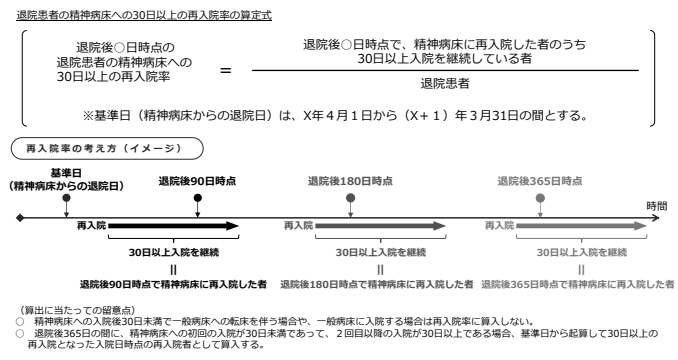 退院患者の精神病床への30日以上の再入院率の算定式
退院後○日時点の
退院患者の精神病床への
30日以上の再入院率
＝
退院後○日時点で、精神病床に再入院した者のうち
30日以上入院を継続している者
退院患者
※基準日（精神病床からの退院日）は、X年４月１日から（X＋１）年３月31日の間とする。
再入院率の考え方（イメージ）
基準日
（精神病床からの退院日）
退院後90日時点
退院後180日時点
退院後365日時点
時間
再入院
再入院
再入院
30日以上入院を継続
30日以上入院を継続
30日以上入院を継続
＝
＝
＝
退院後90日時点で精神病床に再入院した者
退院後180日時点で精神病床に再入院した者
退院後365日時点で精神病床に再入院した者
（算出に当たっての留意点）
○ 精神病床への入院後30日未満で一般病床への転床を伴う場合や、一般病床に入院する場合は再入院率に算入しない。
○ 退院後365日の間に、精神病床への初回の入院が30日未満であって、２回目以降の入院が30日以上である場合、基準日から起算して30日以上の
再入院となった入院日時点の再入院者として算入する。